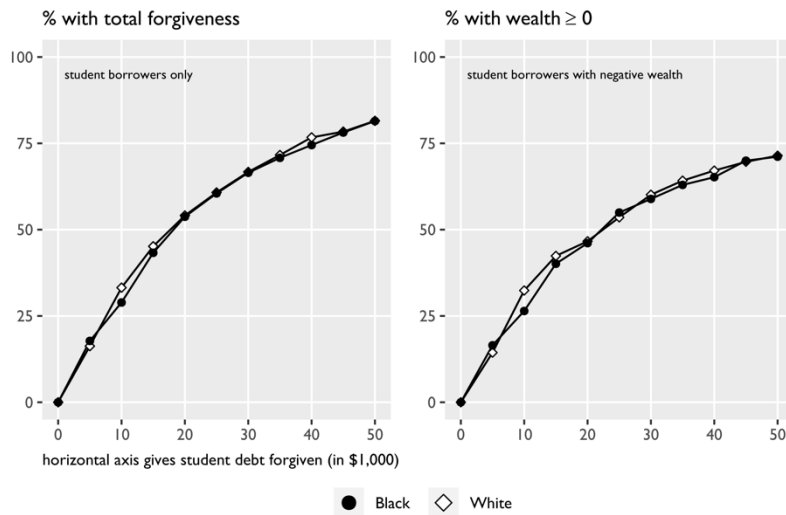 % with total forgiveness
% with wealth ≥ 0
student borrowers only
student borrowers with negative wealth
100
75
50
25
0
100
75
50
25
0
0 10 20 30 40 50
0 10 20 30 40 50
horizontal axis gives student debt forgiven (in $1,000)
Black White